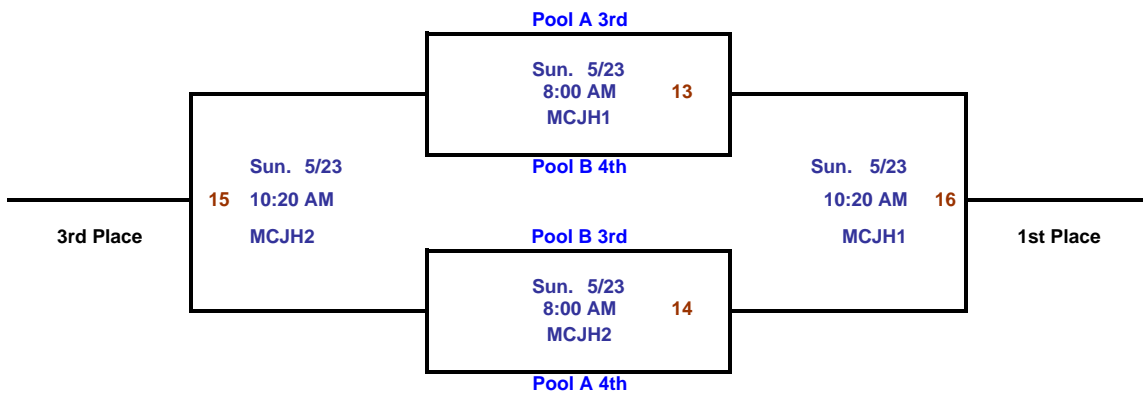 Pool A 3rd
Sun. 5/23
8:00 AM 13
MCJH1
Pool B 4th
Sun. 5/23
15 10:20 AM
MCJH2
3rd Place
Sun. 5/23
10:20 AM 16
MCJH1
1st Place
Pool B 3rd
Sun. 5/23
8:00 AM 14
MCJH2
Pool A 4th